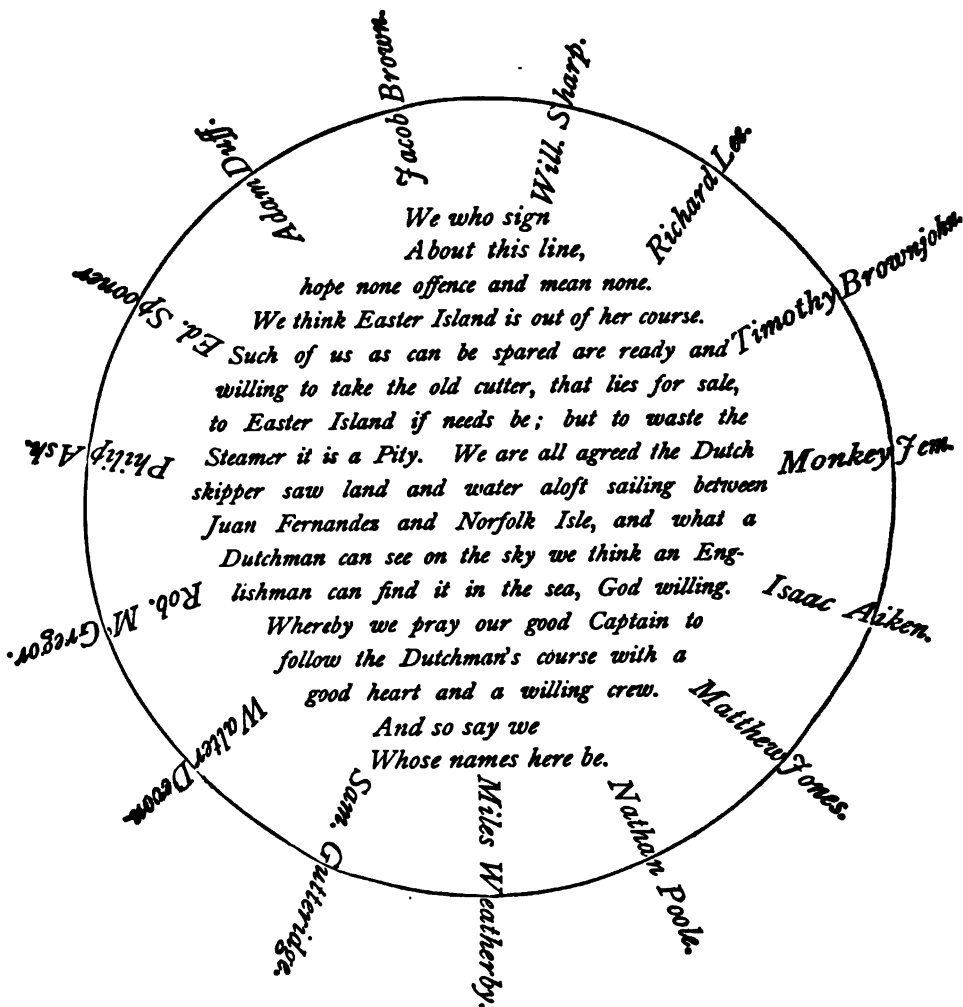 We who sign
About this line,
hope none offence and mean none.
We think Easter Island is out of her course.
Such of us as can be spared are ready and
willing to take the old cutter, that lies for sale,
to Easter Island if needs be; but to waste the
Steamer it is a Pity. We are all agreed the Dutch
skipper saw land and water aloft sailing between
Juan Fernandez and Norfolk Isle, and what a
Dutchman can see on the sky we think an Eng-
lishman can find it in the sea, God willing.
Whereby we pray our good Captain to
follow the Dutchman's course with a
good heart and a willing crew.
And so say we
Whose names here be.
Jacob Brown.
Will. Sharp.
Richard Lee.
Timothy Brownjohn.
Monkey Jem.
Isaac Aiken.
Matthew Jones.
Nathan Poole.
Miles Weatherby.
Sam. Gutteridge.
Walter Devon.
Rob. M'Gregor.
Philip Ash.
Ed. Spooner
Adam Duff.